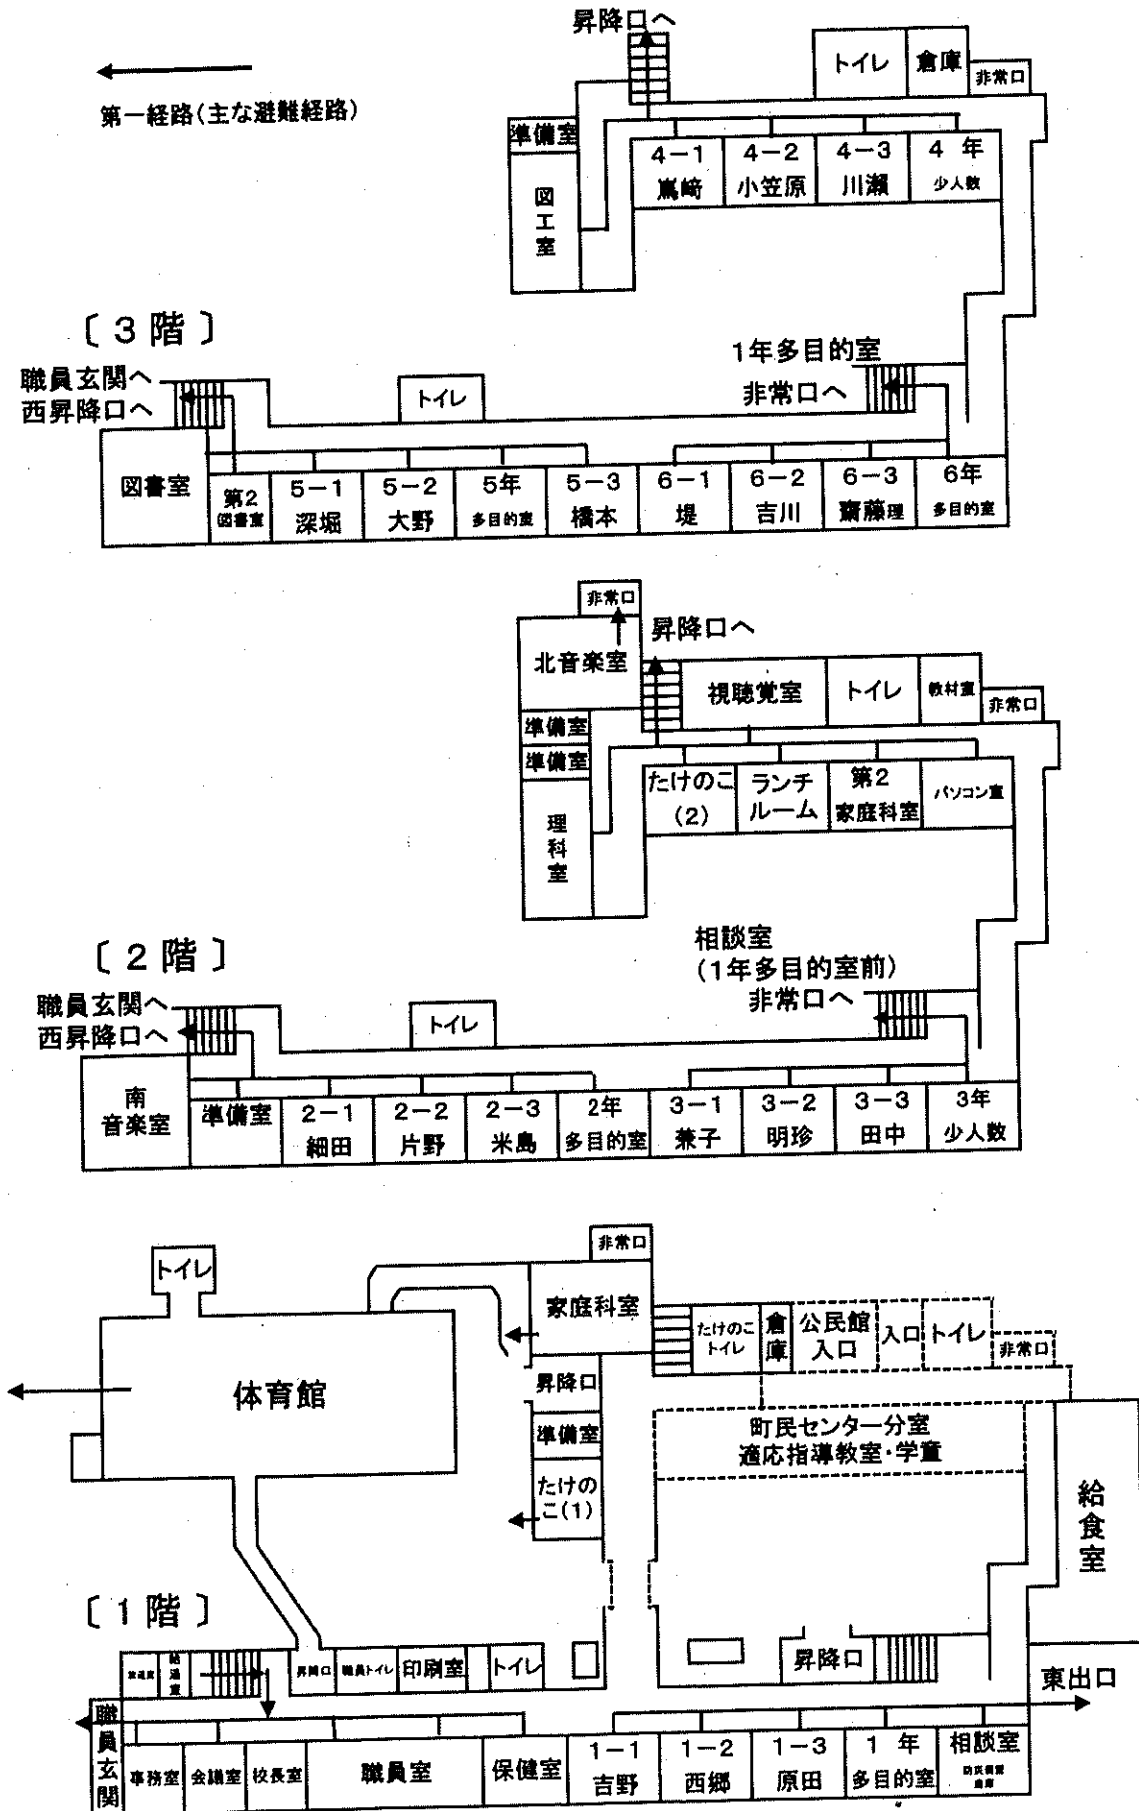 昇降口へ
第一経路(主な避難経路)
トイレ
倉庫
非常口
準備室
図工室
4-1
嶌﨑
4-2
小笠原
4-3
川瀬
4 年
少人数
〔3階〕
職員玄関へ
西昇降口へ
トイレ
1年多目的室
非常口へ
図書室
第2
図書室
5-1
深堀
5-2
大野
5年
多目的室
5-3
橋本
6-1
堤
6-2
吉川
6-3
齋藤理
6年
多目的室
非常口
北音楽室
昇降口へ
視聴覚室
トイレ
教材室
非常口
準備室
準備室
理科室
たけのこ
(2)
ランチ
ルーム
第2
家庭科室
パソコン室
〔2階〕
職員玄関へ
西昇降口へ
トイレ
相談室
(1年多目的室前)
非常口へ
南
音楽室
準備室
2-1
細田
2-2
片野
2-3
米島
2年
多目的室
3-1
兼子
3-2
明珍
3-3
田中
3年
少人数
非常口
トイレ
家庭科室
たけのこ
トイレ
倉庫
公民館
入口
入口
トイレ
非常口
体育館
昇降口
準備室
たけの
こ(1)
町民センター分室
適応指導教室・学童
給食室
〔1階〕
放送室
給湯室
昇降口
職員トイレ
印刷室
トイレ
昇降口
東出口
職員玄関
事務室
会議室
校長室
職員室
保健室
1-1
吉野
1-2
西郷
1-3
原田
1 年
多目的室
相談室